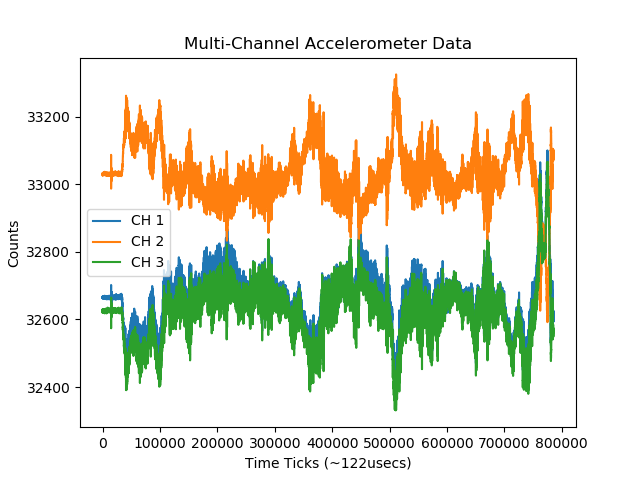 Multi-Channel Accelerometer Data
33200
33000
32800
32600
32400
Counts
CH 1
CH 2
CH 3
0 100000 200000 300000 400000 500000 600000 700000 800000
Time Ticks (~122usecs)